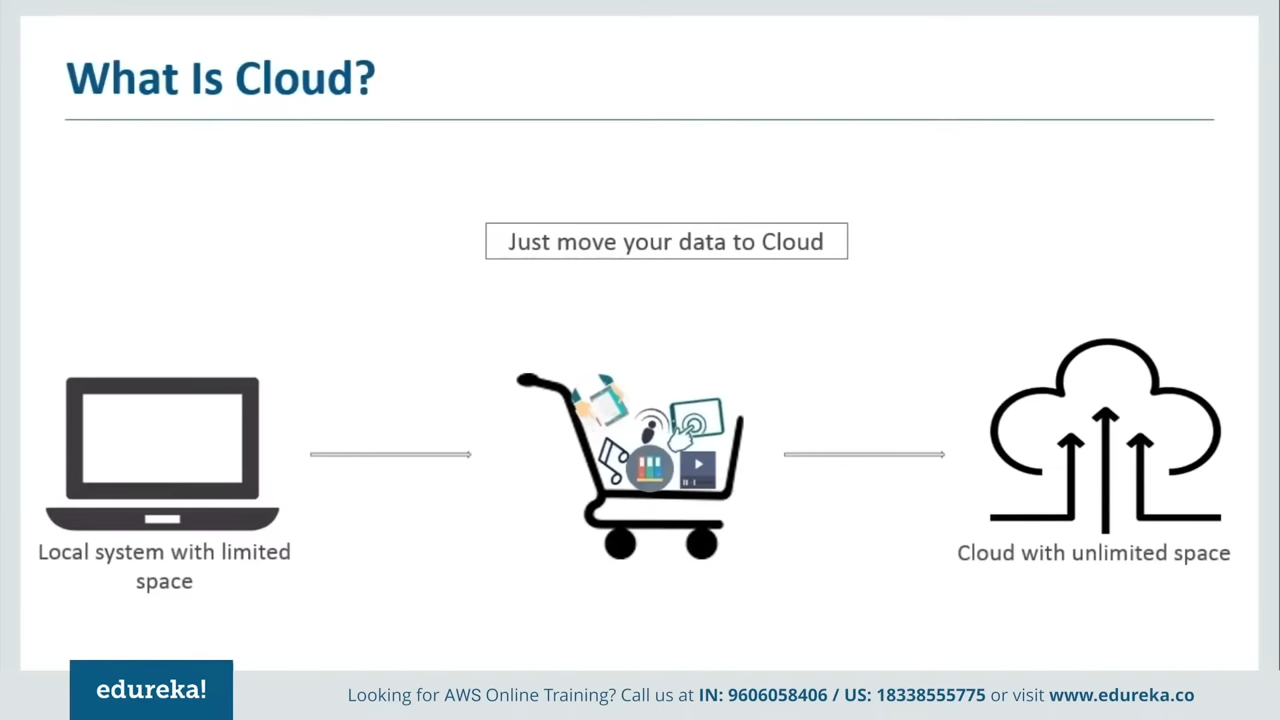 What Is Cloud?
Just move your data to Cloud
Local system with limited
space
Cloud with unlimited space
edureka!
Looking for AWS Online Training? Call us at IN: 9606058406 / US: 18338555775 or visit www.edureka.co